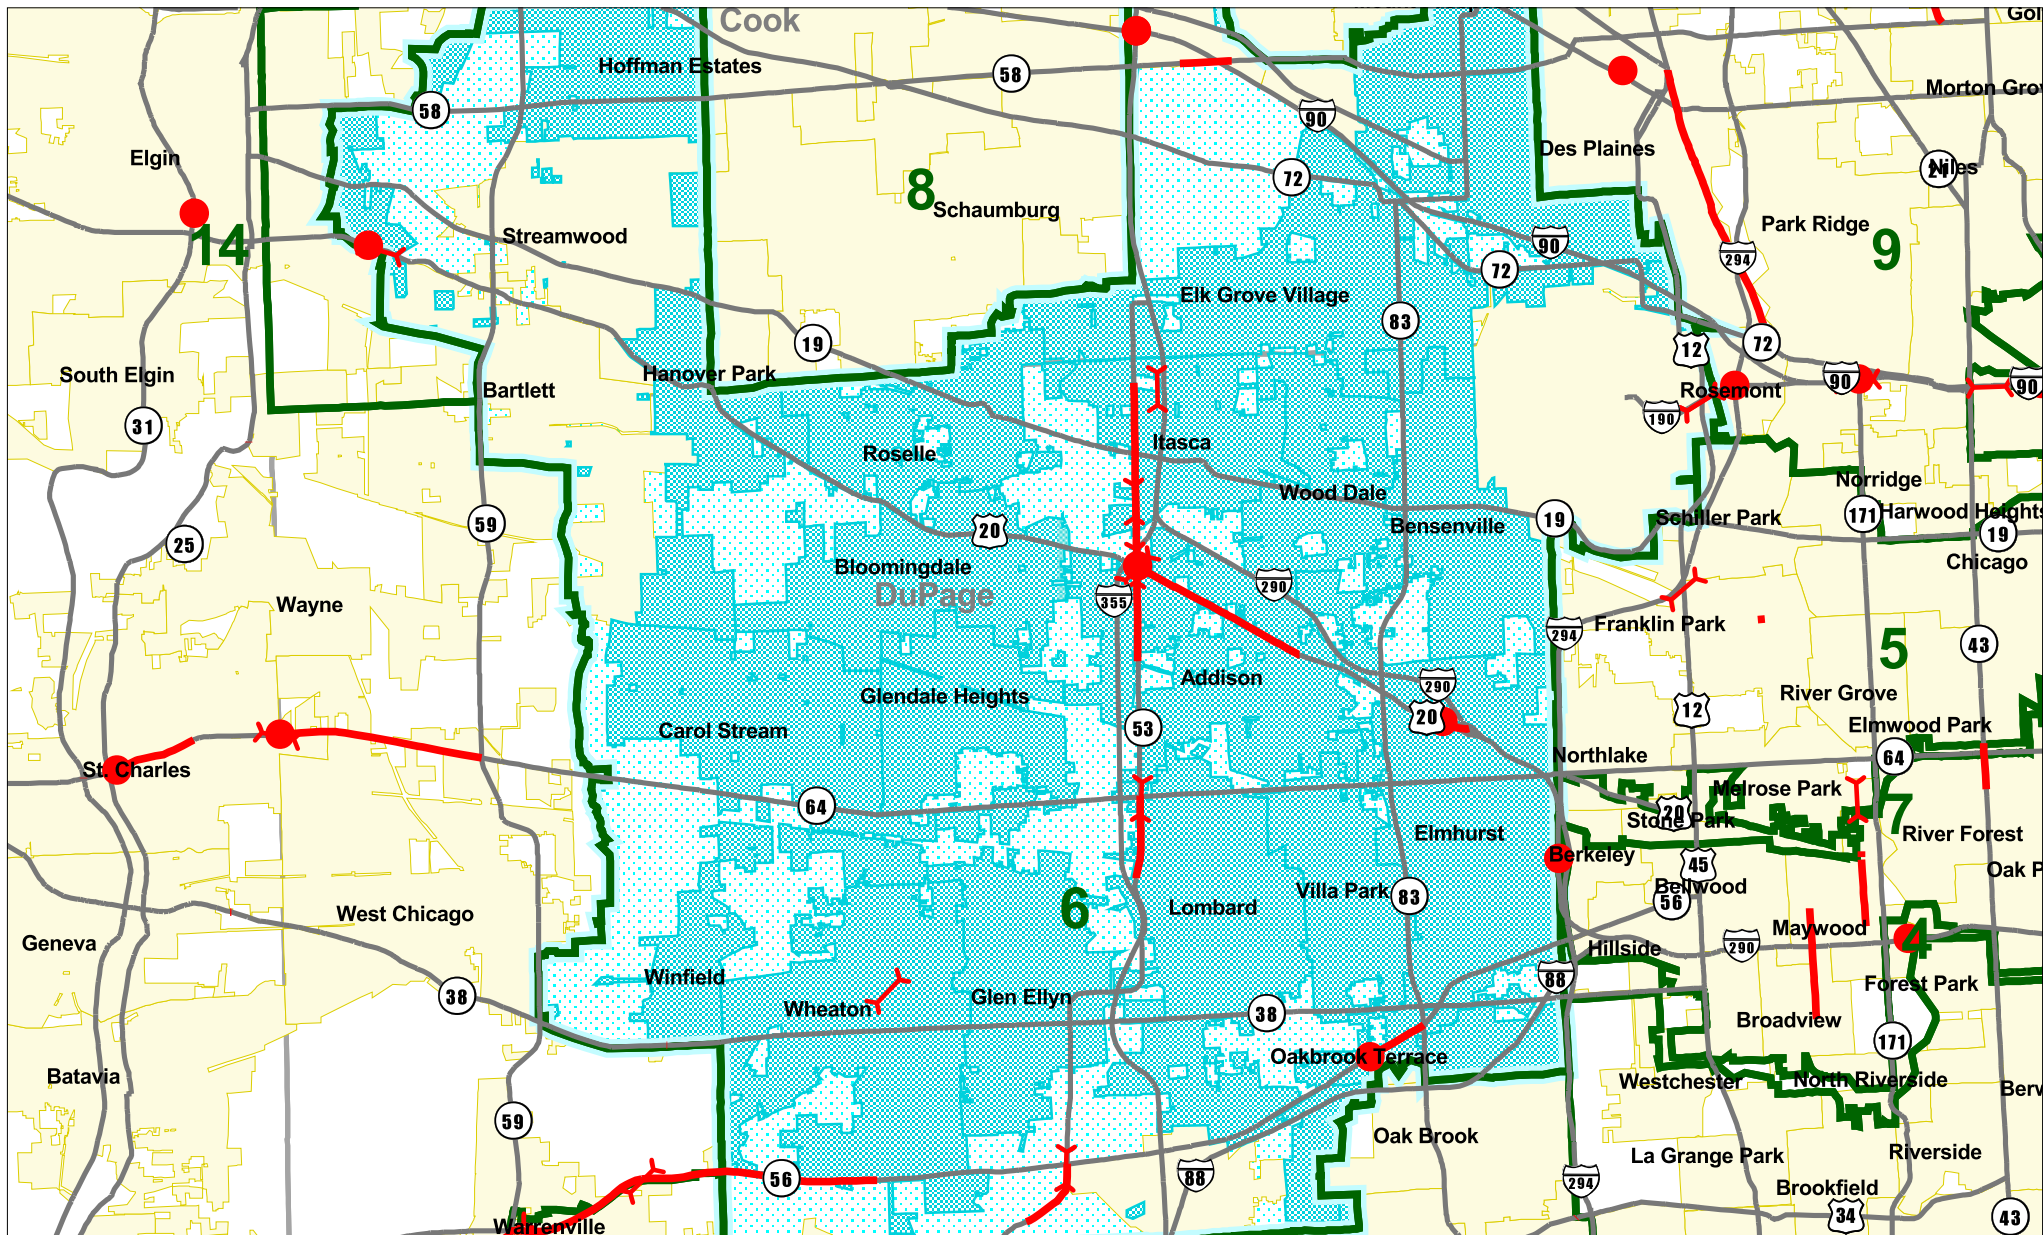 Cook
Gol
Hoffman Estates
58
58
90
Morton Gro
Elgin
Des Plaines
Niles
21
72
8
Schaumburg
Park Ridge
14
Streamwood
90
9
294
72
Elk Grove Village
83
19
12
72
South Elgin
Hanover Park
Bartlett
Rosemont
90
90
31
190
Itasca
Roselle
Norridge
Wood Dale
59
Bensenville
19
Schiller Park
171
Harwood Heights
25
20
19
Chicago
Bloomingdale
DuPage
355
290
Wayne
Franklin Park
294
43
5
Addison
290
River Grove
Glendale Heights
12
20
Elmwood Park
Carol Stream
53
Northlake
64
St. Charles
Melrose Park
64
20
7
Stone Park
Elmhurst
River Forest
Berkeley
45
Oak P
Villa Park
83
Bellwood
56
6
Lombard
West Chicago
Maywood
4
Geneva
Hillside
290
Winfield
88
Forest Park
38
Wheaton
Glen Ellyn
38
Broadview
171
Oakbrook Terrace
Batavia
Westchester
North Riverside
Berw
59
Oak Brook
La Grange Park
Riverside
56
88
294
Brookfield
34
43
Warrenville